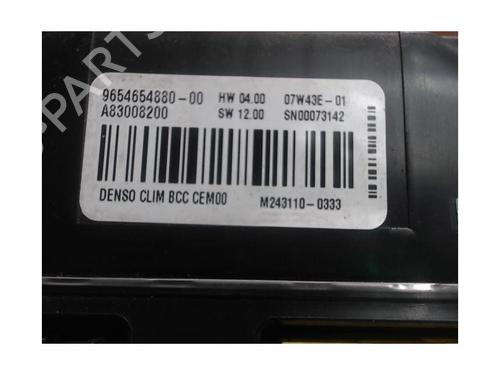 9654654880-00 HW 04.00 07W43E-01
A83008200 SW 12.00 SN00073142
DENSO CLIM BCC CEM00 M243110-0333